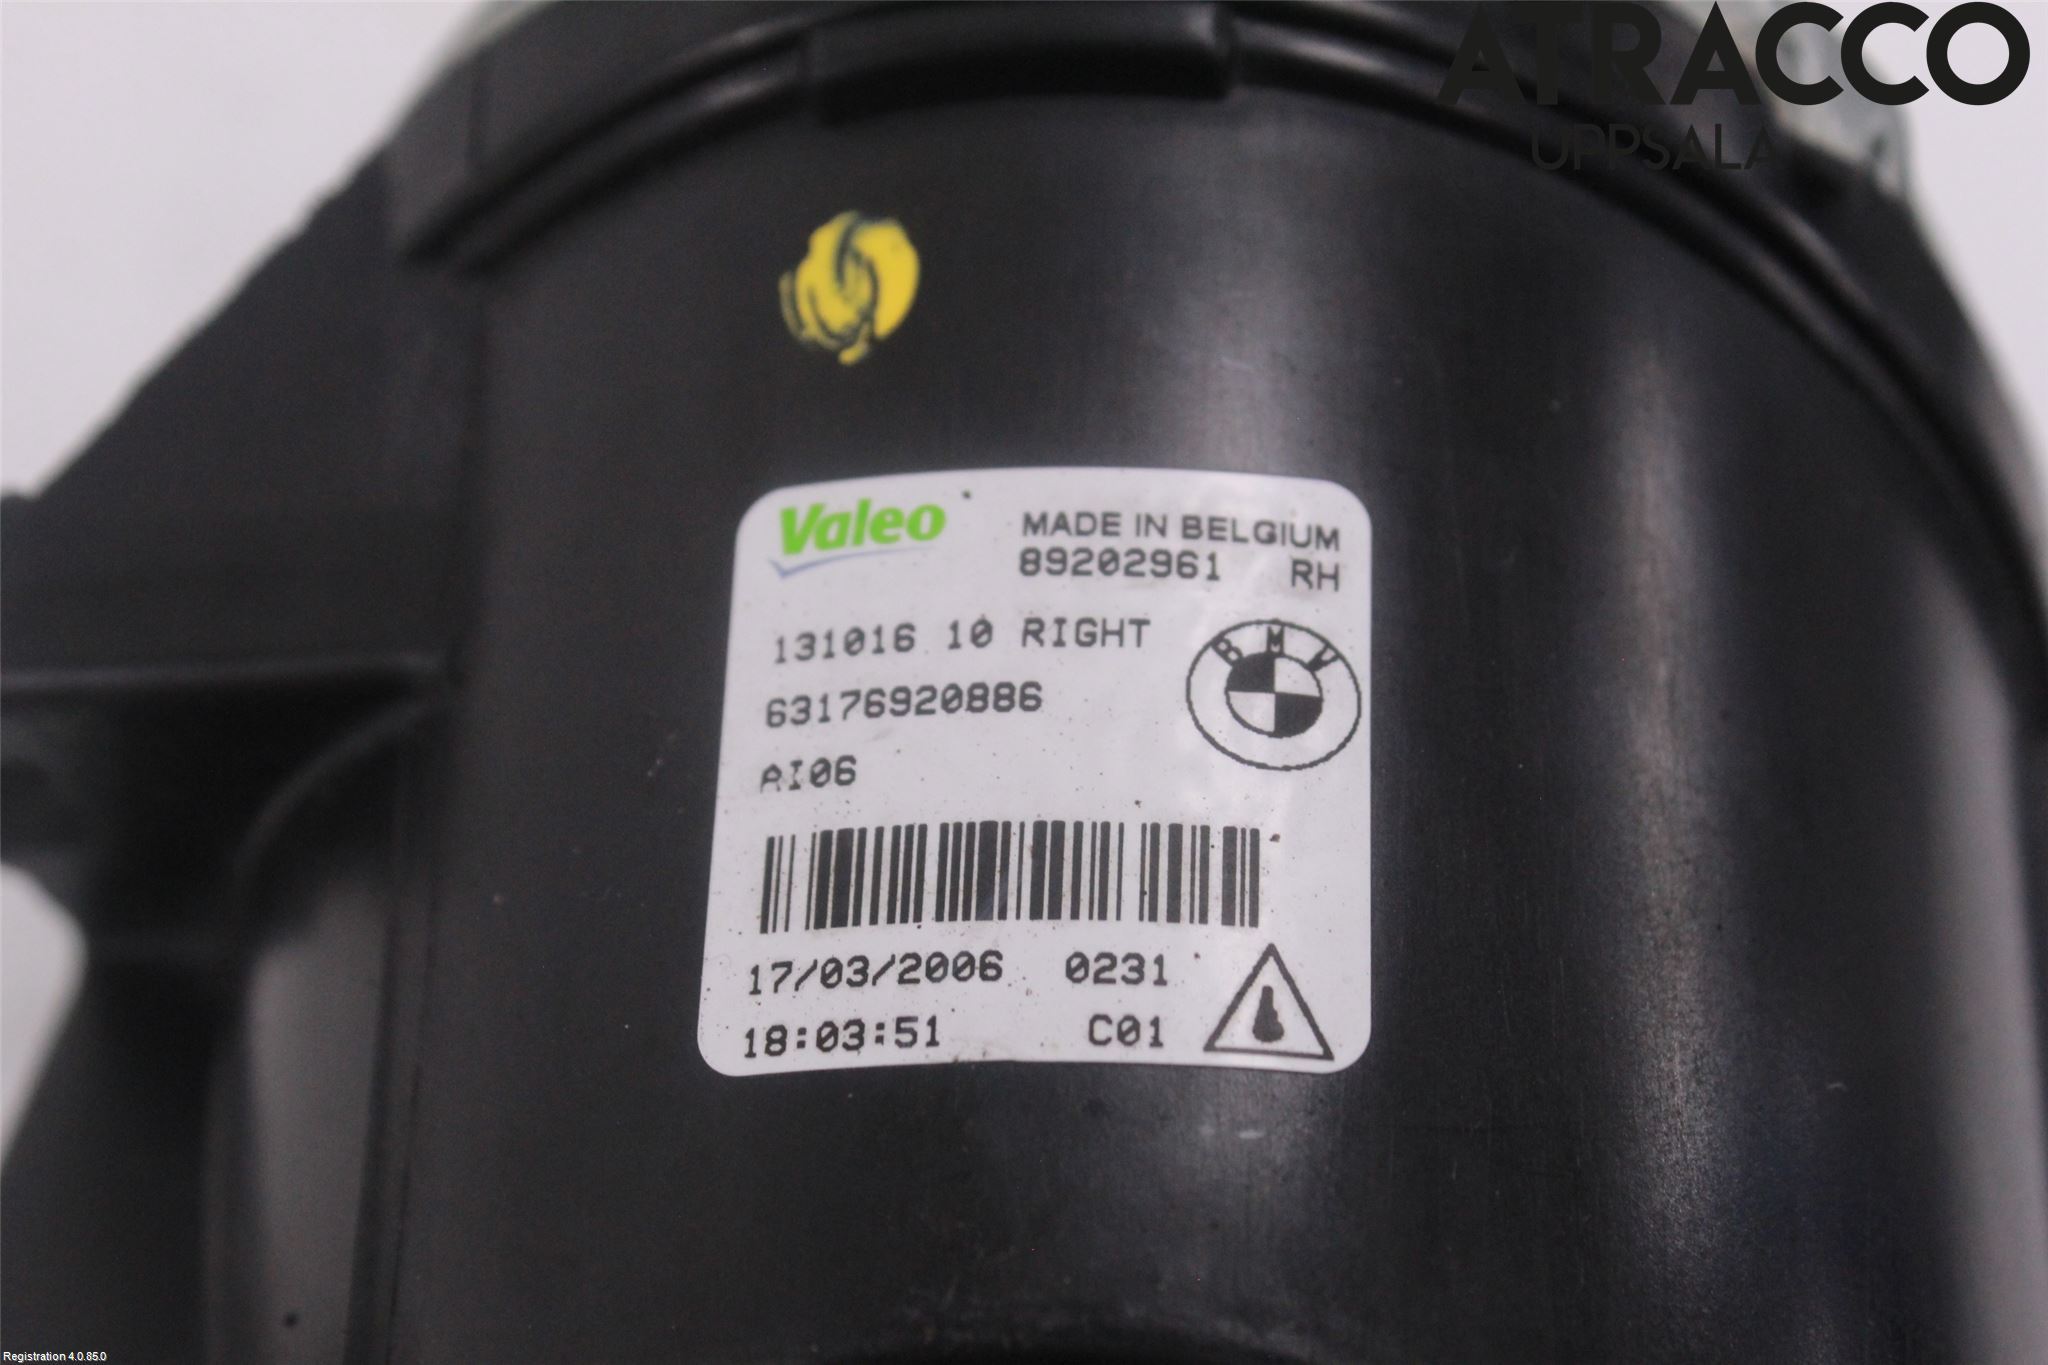 ATRACCO
UPPSALA
Valeo
MADE IN BELGIUM
89202961 RH
131016 10 RIGHT
BMW
63176920886
AI06
17/03/2006 0231
18:03:51 C01
Registration 4.0.85.0